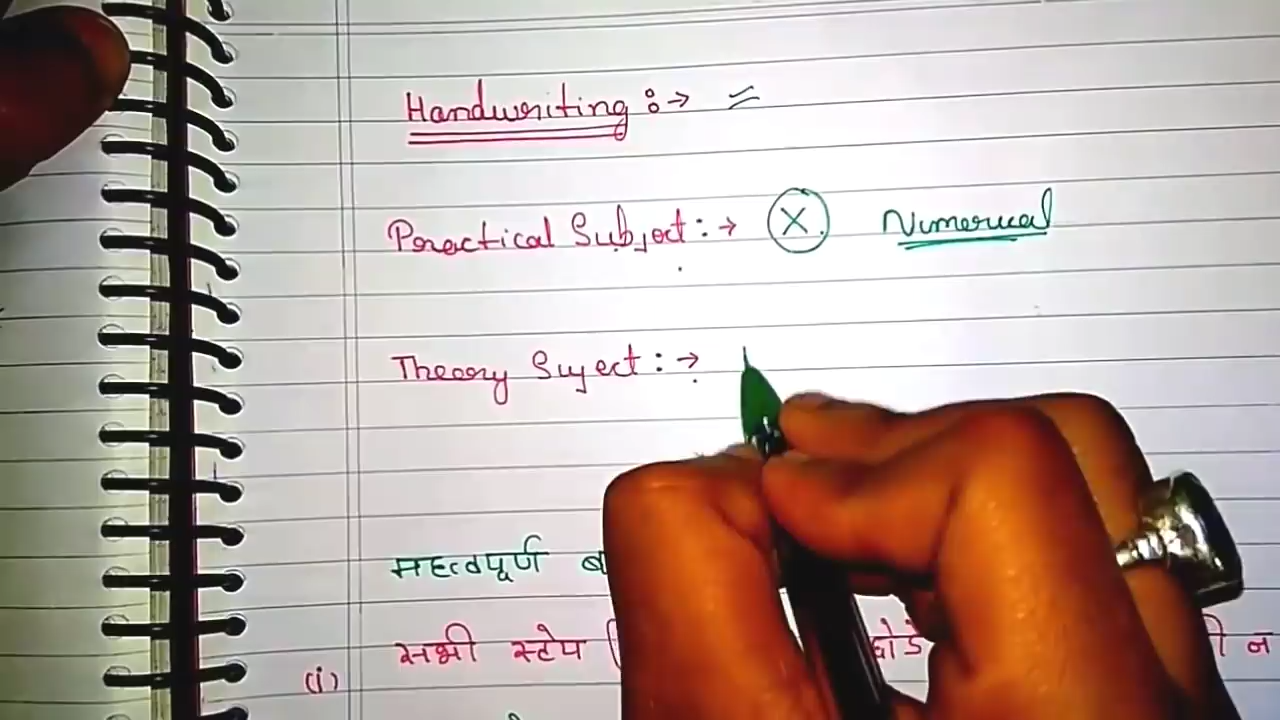 Handwriting :→ =
Practical Subject :→ X Numerical
Theory Suject :→
महत्वपूर्ण
(i) सभी स्टेप न